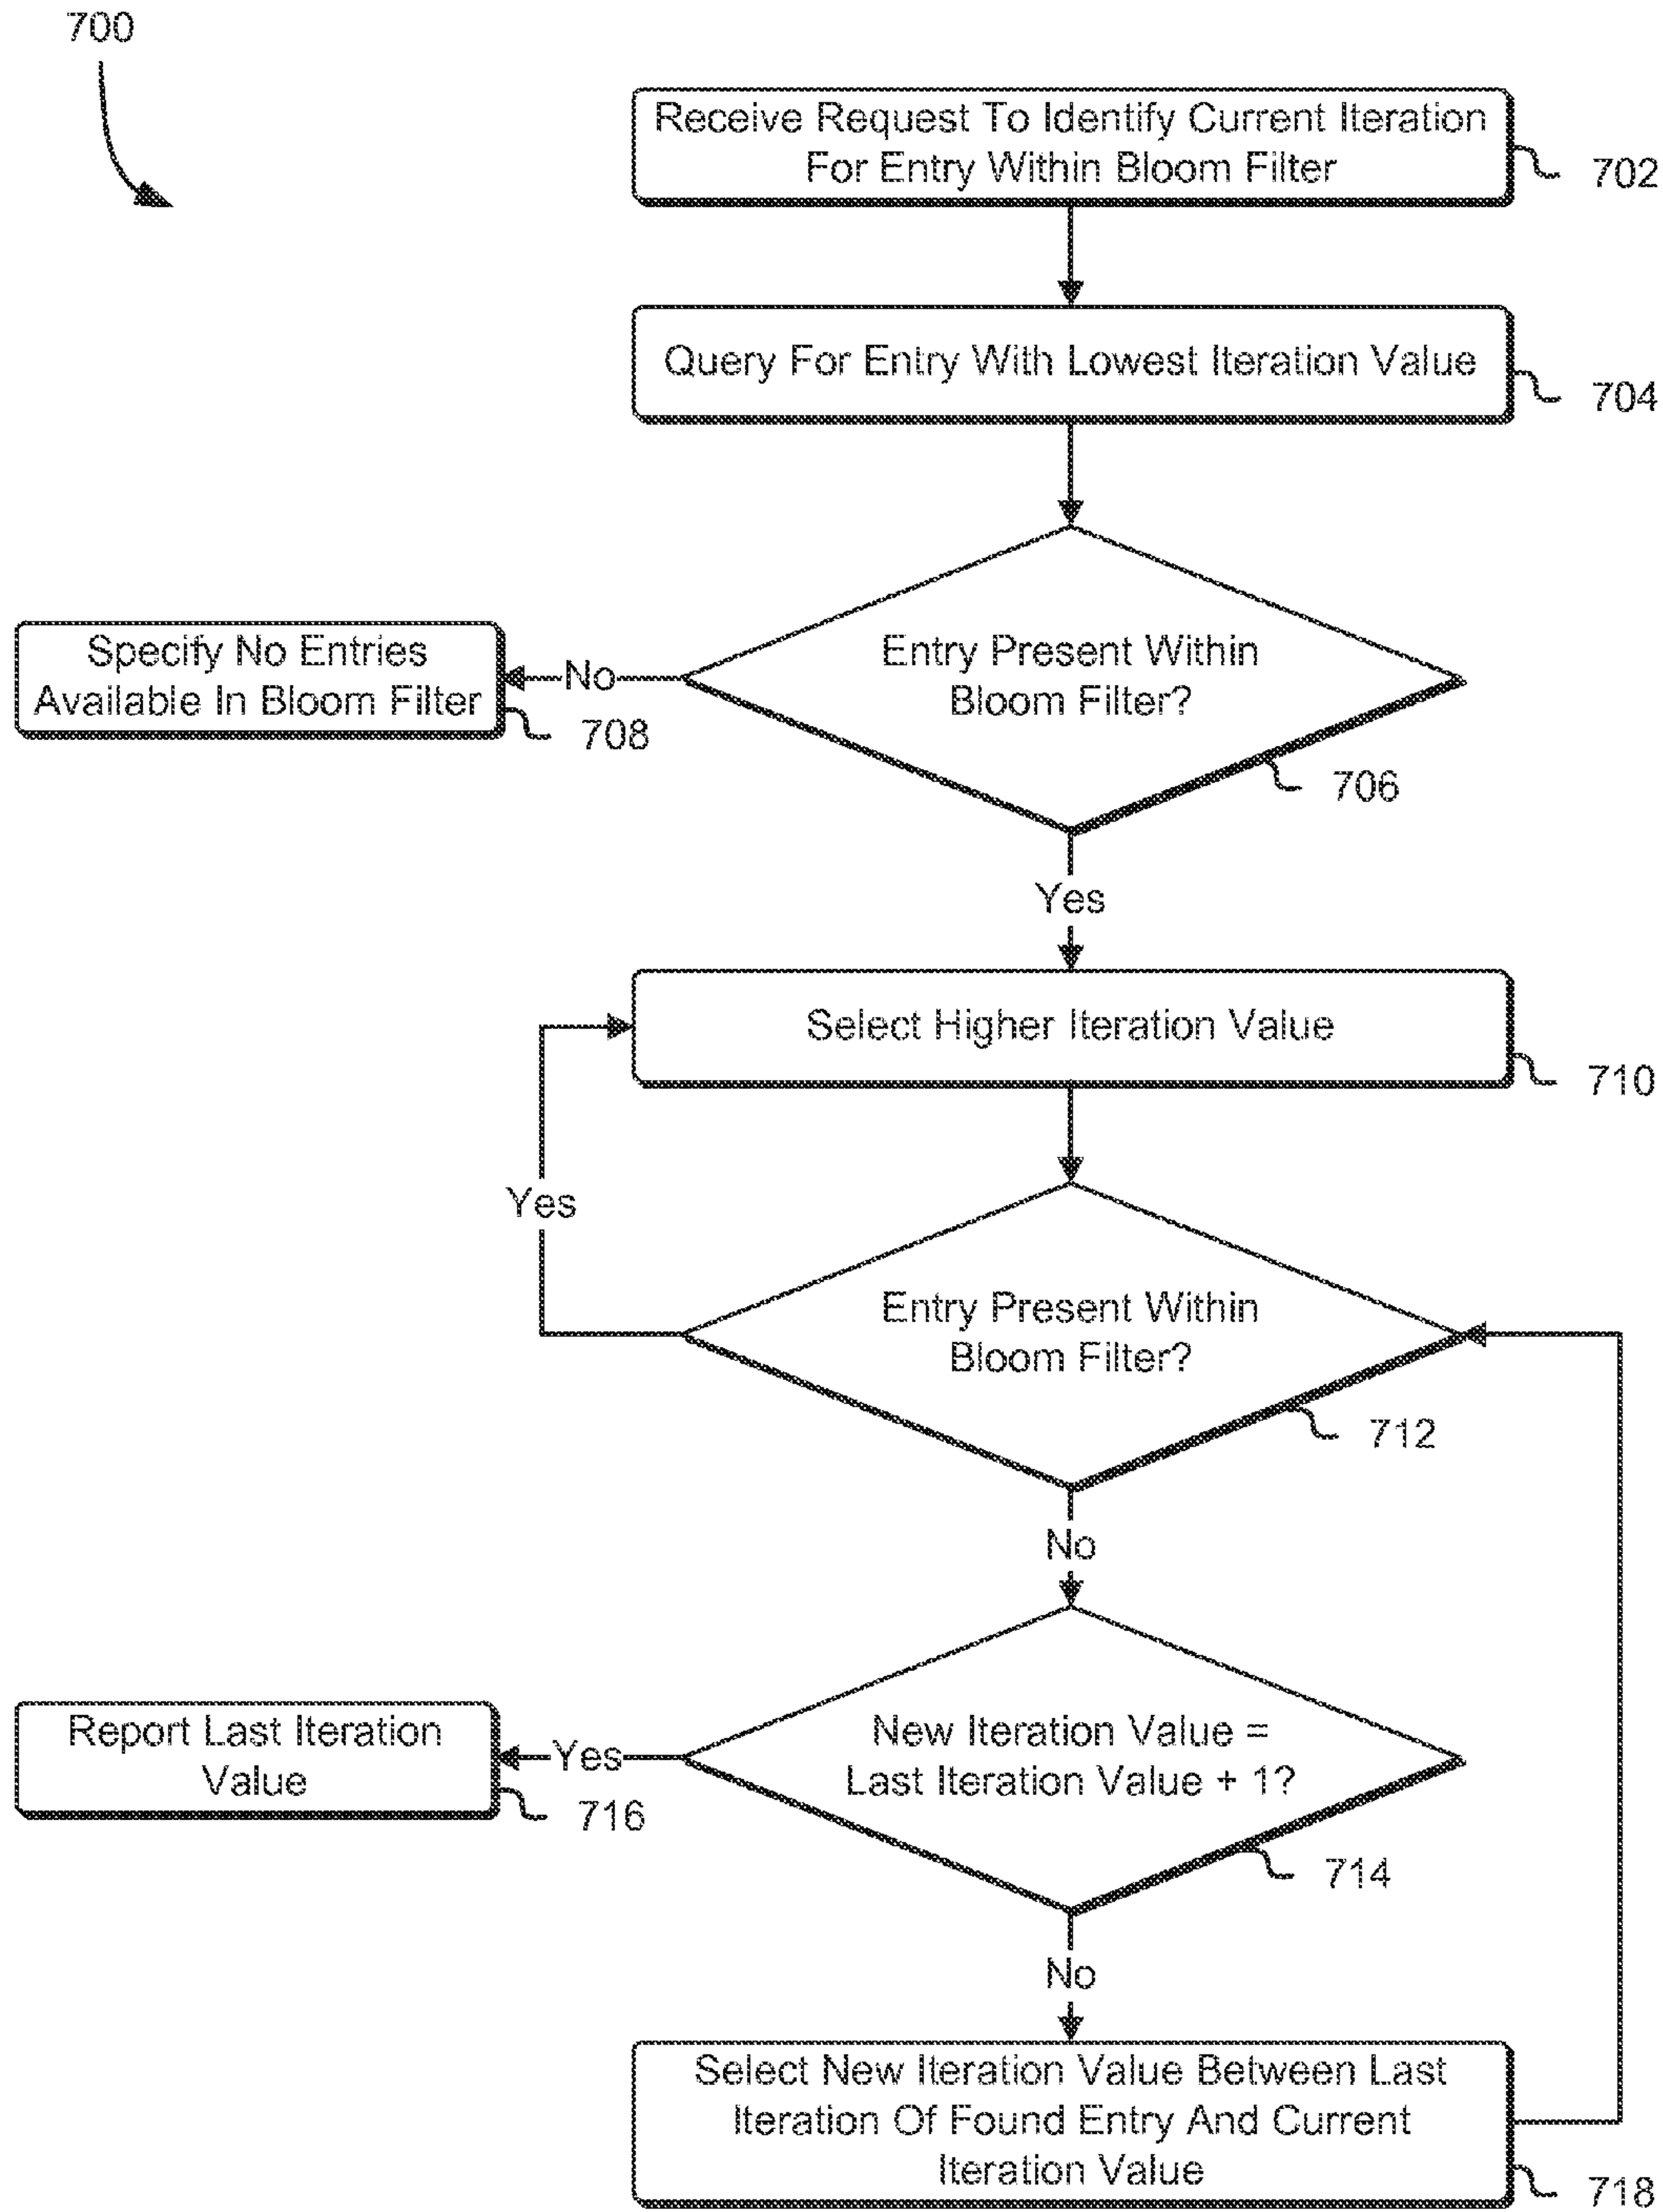 700
Receive Request To Identify Current Iteration
For Entry Within Bloom Filter
702
Query For Entry With Lowest Iteration Value
704
Entry Present Within
Bloom Filter?
706
No
Specify No Entries
Available In Bloom Filter
708
Yes
Select Higher Iteration Value
710
Yes
Entry Present Within
Bloom Filter?
712
No
New Iteration Value =
Last Iteration Value + 1?
714
Yes
Report Last Iteration
Value
716
No
Select New Iteration Value Between Last
Iteration Of Found Entry And Current
Iteration Value
718